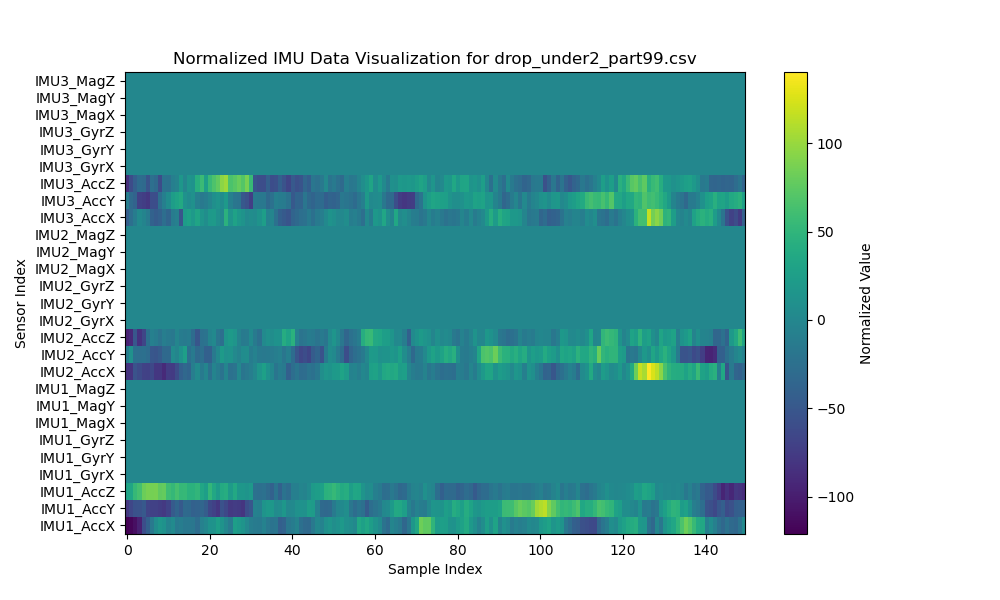 Normalized IMU Data Visualization for drop_under2_part99.csv
IMU3_MagZ
IMU3_MagY
IMU3_MagX
IMU3_GyrZ
IMU3_GyrY
IMU3_GyrX
IMU3_AccZ
IMU3_AccY
IMU3_AccX
IMU2_MagZ
IMU2_MagY
IMU2_MagX
IMU2_GyrZ
IMU2_GyrY
IMU2_GyrX
IMU2_AccZ
IMU2_AccY
IMU2_AccX
IMU1_MagZ
IMU1_MagY
IMU1_MagX
IMU1_GyrZ
IMU1_GyrY
IMU1_GyrX
IMU1_AccZ
IMU1_AccY
IMU1_AccX
Sensor Index
0 20 40 60 80 100 120 140
Sample Index
100
50
0
−50
−100
Normalized Value